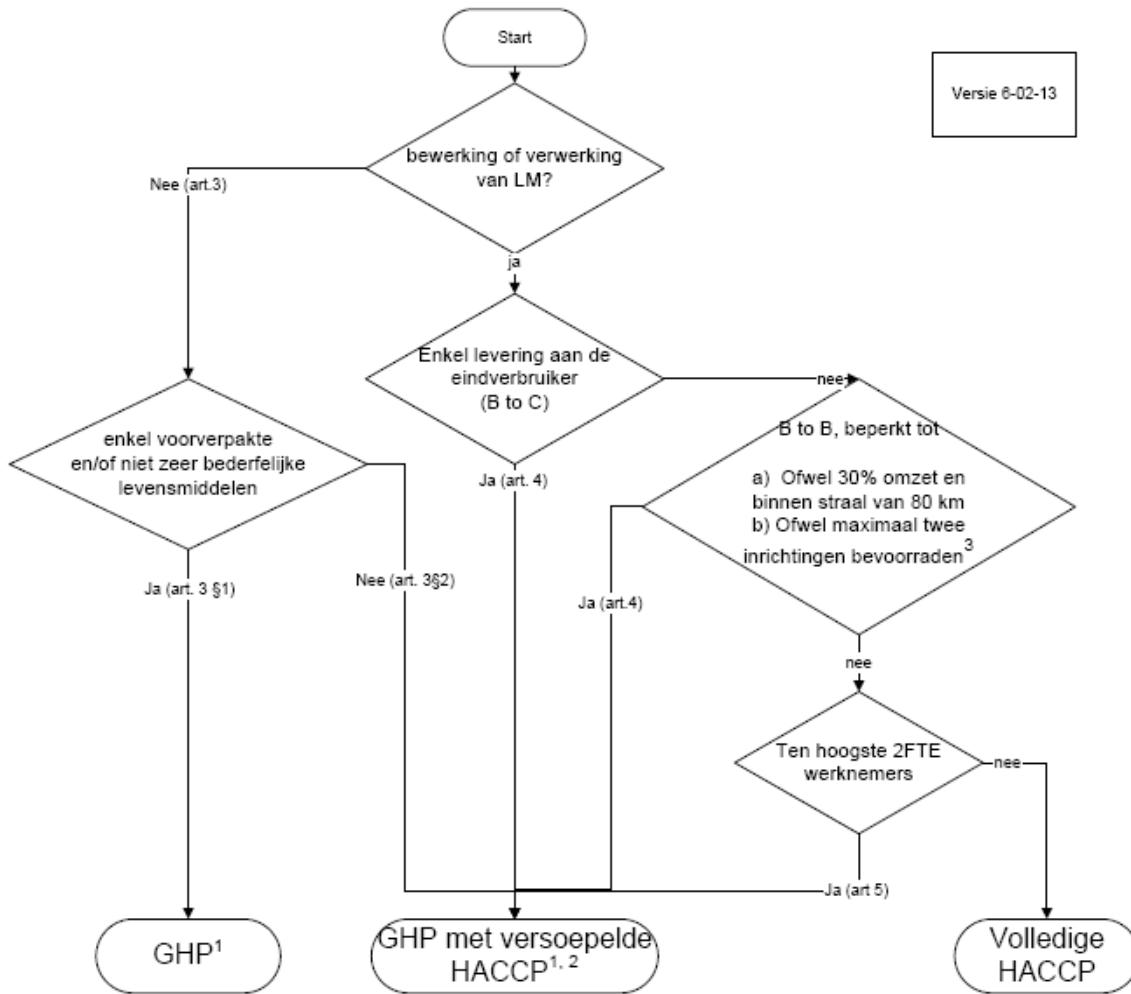 Start
Versie 6-02-13
bewerking of verwerking
van LM?
Nee (art.3)
ja
Enkel levering aan de
eindverbruiker
(B to C)
nee
enkel voorverpakte
en/of niet zeer bederfelijke
levensmiddelen
B to B, beperkt tot
a) Ofwel 30% omzet en
binnen straal van 80 km
b) Ofwel maximaal twee
inrichtingen bevoorraden³
Ja (art. 4)
Ja (art. 3 §1)
Nee (art. 3§2)
Ja (art.4)
nee
Ten hoogste 2FTE
werknemers
nee
Ja (art 5)
GHP¹
GHP met versoepelde
HACCP¹, ²
Volledige
HACCP